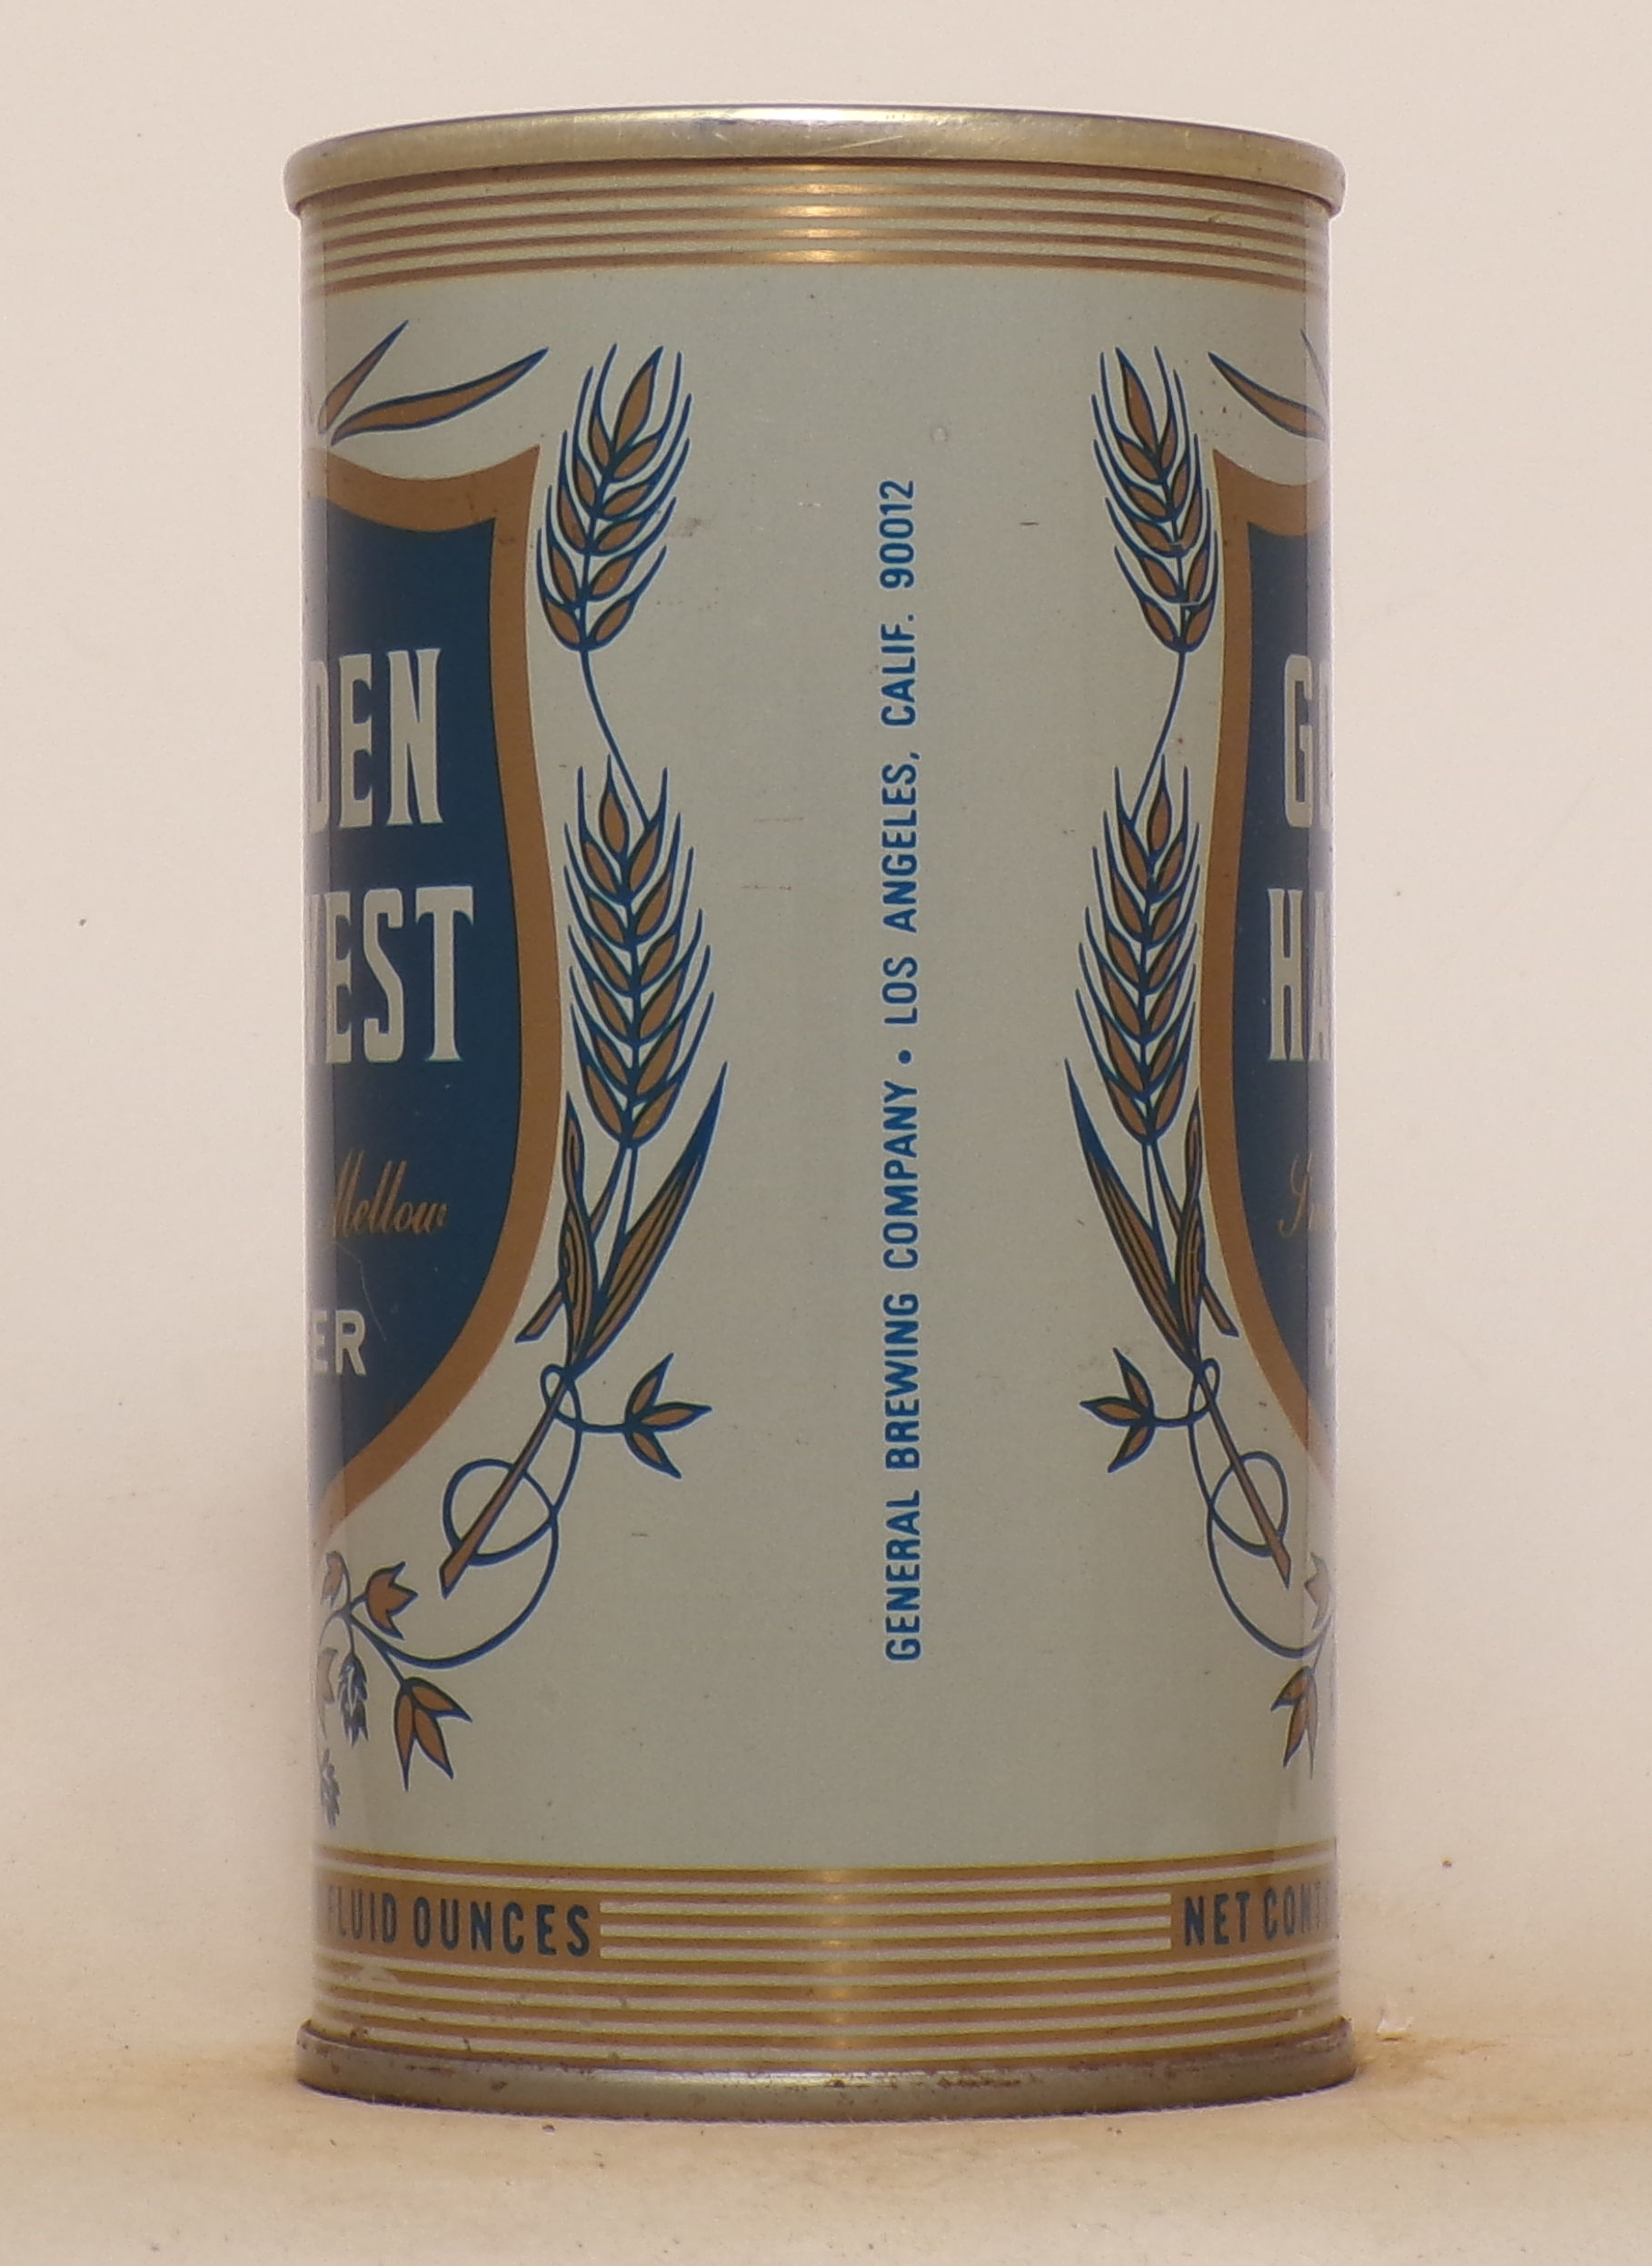 DEN
VEST
Mellow
ER
FLUID OUNCES
GENERAL BREWING COMPANY • LOS ANGELES, CALIF. 90012
G
HA
NET CONT